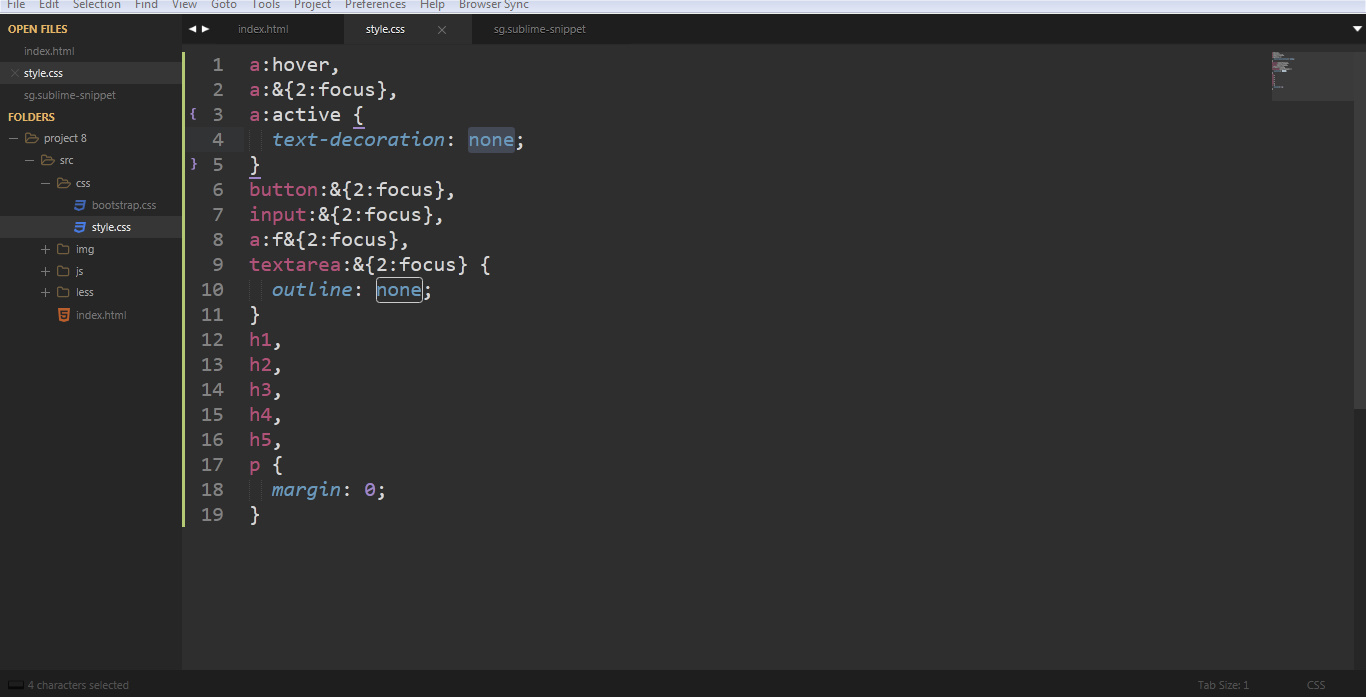 File Edit Selection Find View Goto Tools Project Preferences Help Browser Sync
OPEN FILES
index.html
style.css
sg.sublime-snippet
FOLDERS
project 8
src
css
bootstrap.css
style.css
img
js
less
index.html
index.html style.css sg.sublime-snippet
1 a:hover,
2 a:&{2:focus},
{ 3 a:active {
4 text-decoration: none;
} 5 }
6 button:&{2:focus},
7 input:&{2:focus},
8 a:f&{2:focus},
9 textarea:&{2:focus} {
10 outline: none;
11 }
12 h1,
13 h2,
14 h3,
15 h4,
16 h5,
17 p {
18 margin: 0;
19 }
4 characters selected Tab Size: 1 CSS